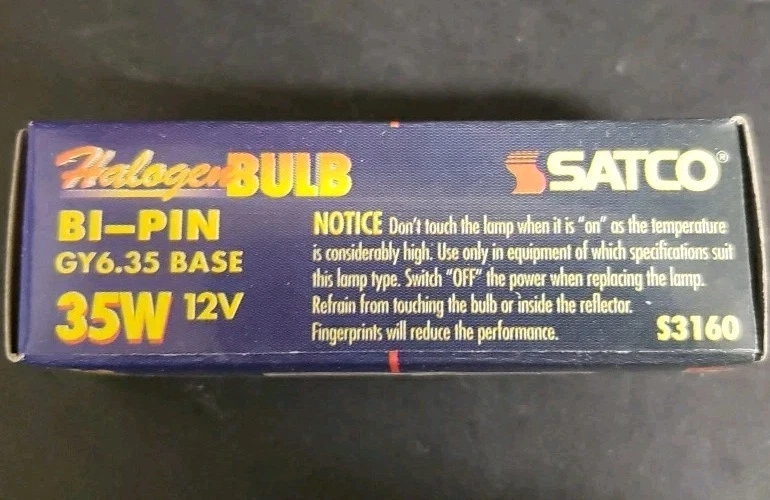 Halogen BULB
SATCO®
BI-PIN
GY6.35 BASE
35W 12V
NOTICE Don't touch the lamp when it is "on" as the temperature
is considerably high. Use only in equipment of which specifications suit
this lamp type. Switch "OFF" the power when replacing the lamp.
Refrain from touching the bulb or inside the reflector.
Fingerprints will reduce the performance.
S3160